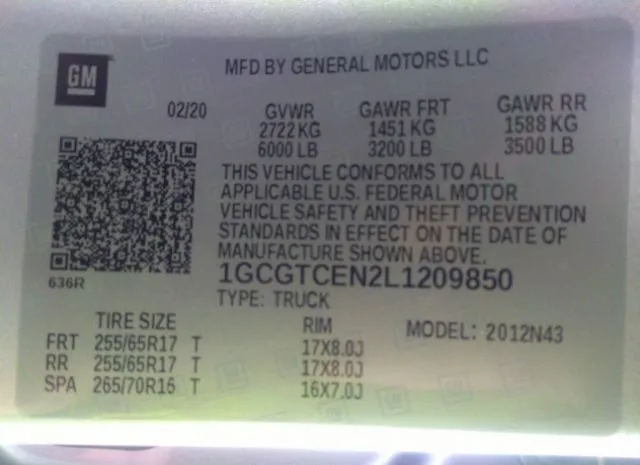 GM
MFD BY GENERAL MOTORS LLC
02/20 GVWR GAWR FRT GAWR RR
2722 KG 1451 KG 1588 KG
6000 LB 3200 LB 3500 LB
THIS VEHICLE CONFORMS TO ALL
APPLICABLE U.S. FEDERAL MOTOR
VEHICLE SAFETY AND THEFT PREVENTION
STANDARDS IN EFFECT ON THE DATE OF
MANUFACTURE SHOWN ABOVE.
636R
1GCGTCEN2L1209850
TYPE: TRUCK
TIRE SIZE RIM MODEL: 2012N43
FRT 255/65R17 T 17X8.0J
RR 255/65R17 T 17X8.0J
SPA 265/70R16 T 16X7.0J